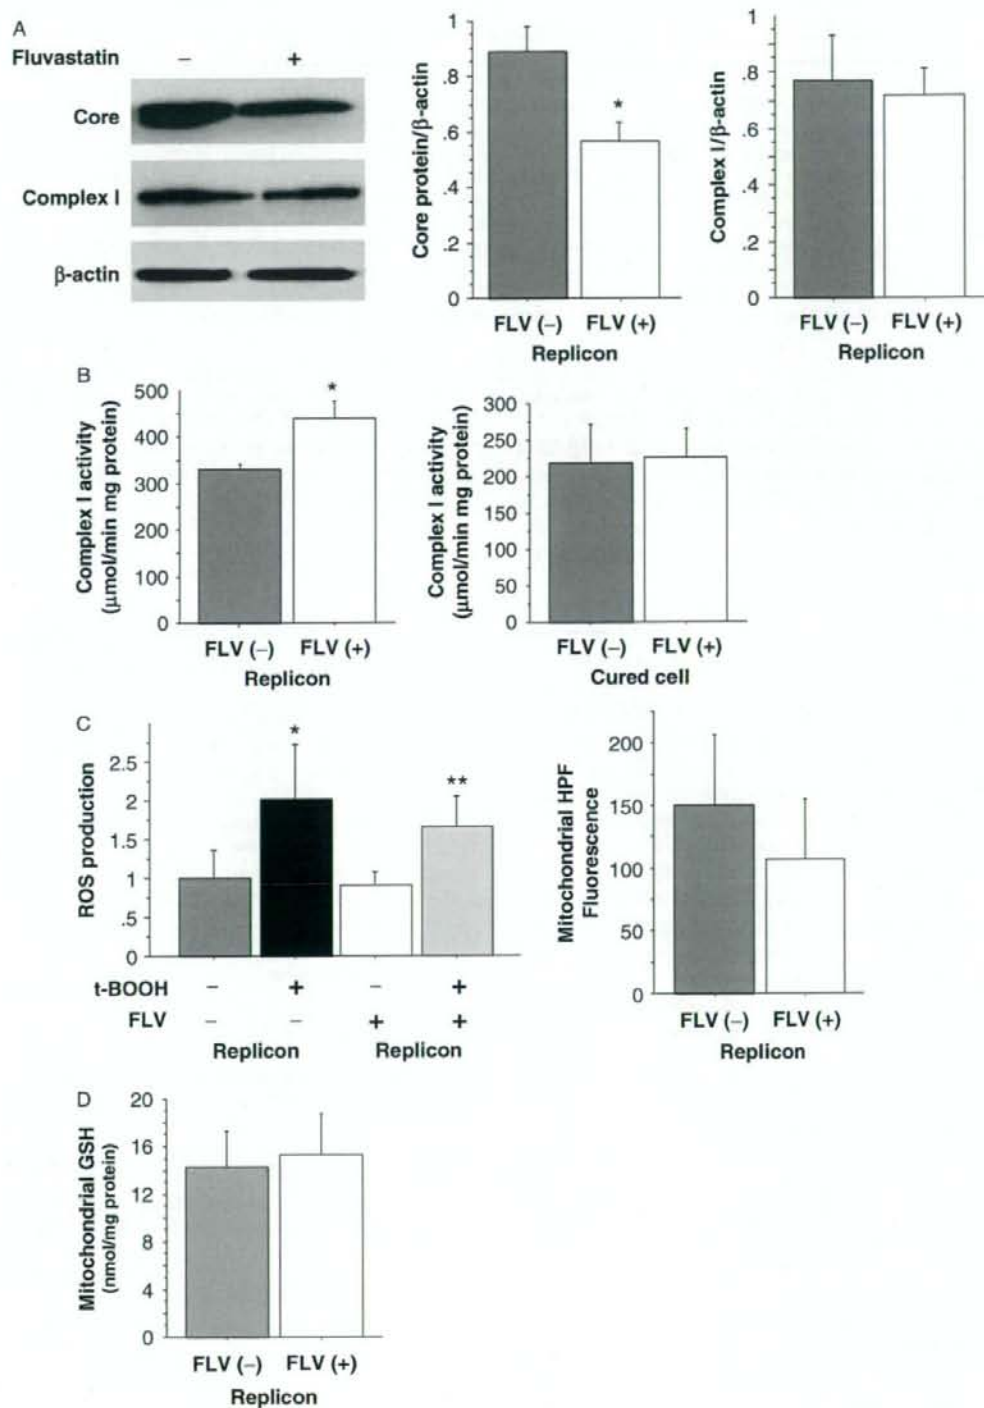 A
Fluvastatin − +
Core
Complex I
β-actin
Core protein/β-actin
1
.8
.6
.4
.2
0
FLV (−) FLV (+)
Replicon
*
Complex I/β-actin
1
.8
.6
.4
.2
0
FLV (−) FLV (+)
Replicon
B
Complex I activity
(μmol/min mg protein)
500
400
300
200
100
0
*
FLV (−) FLV (+)
Replicon
Complex I activity
(μmol/min mg protein)
300
250
200
150
100
50
0
FLV (−) FLV (+)
Cured cell
C
ROS production
2.5
2
1.5
1
.5
0
*
**
t-BOOH − + − +
FLV − − + +
Replicon Replicon
Mitochondrial HPF
Fluorescence
200
150
100
50
0
FLV (−) FLV (+)
Replicon
D
Mitochondrial GSH
(nmol/mg protein)
20
16
12
8
4
0
FLV (−) FLV (+)
Replicon